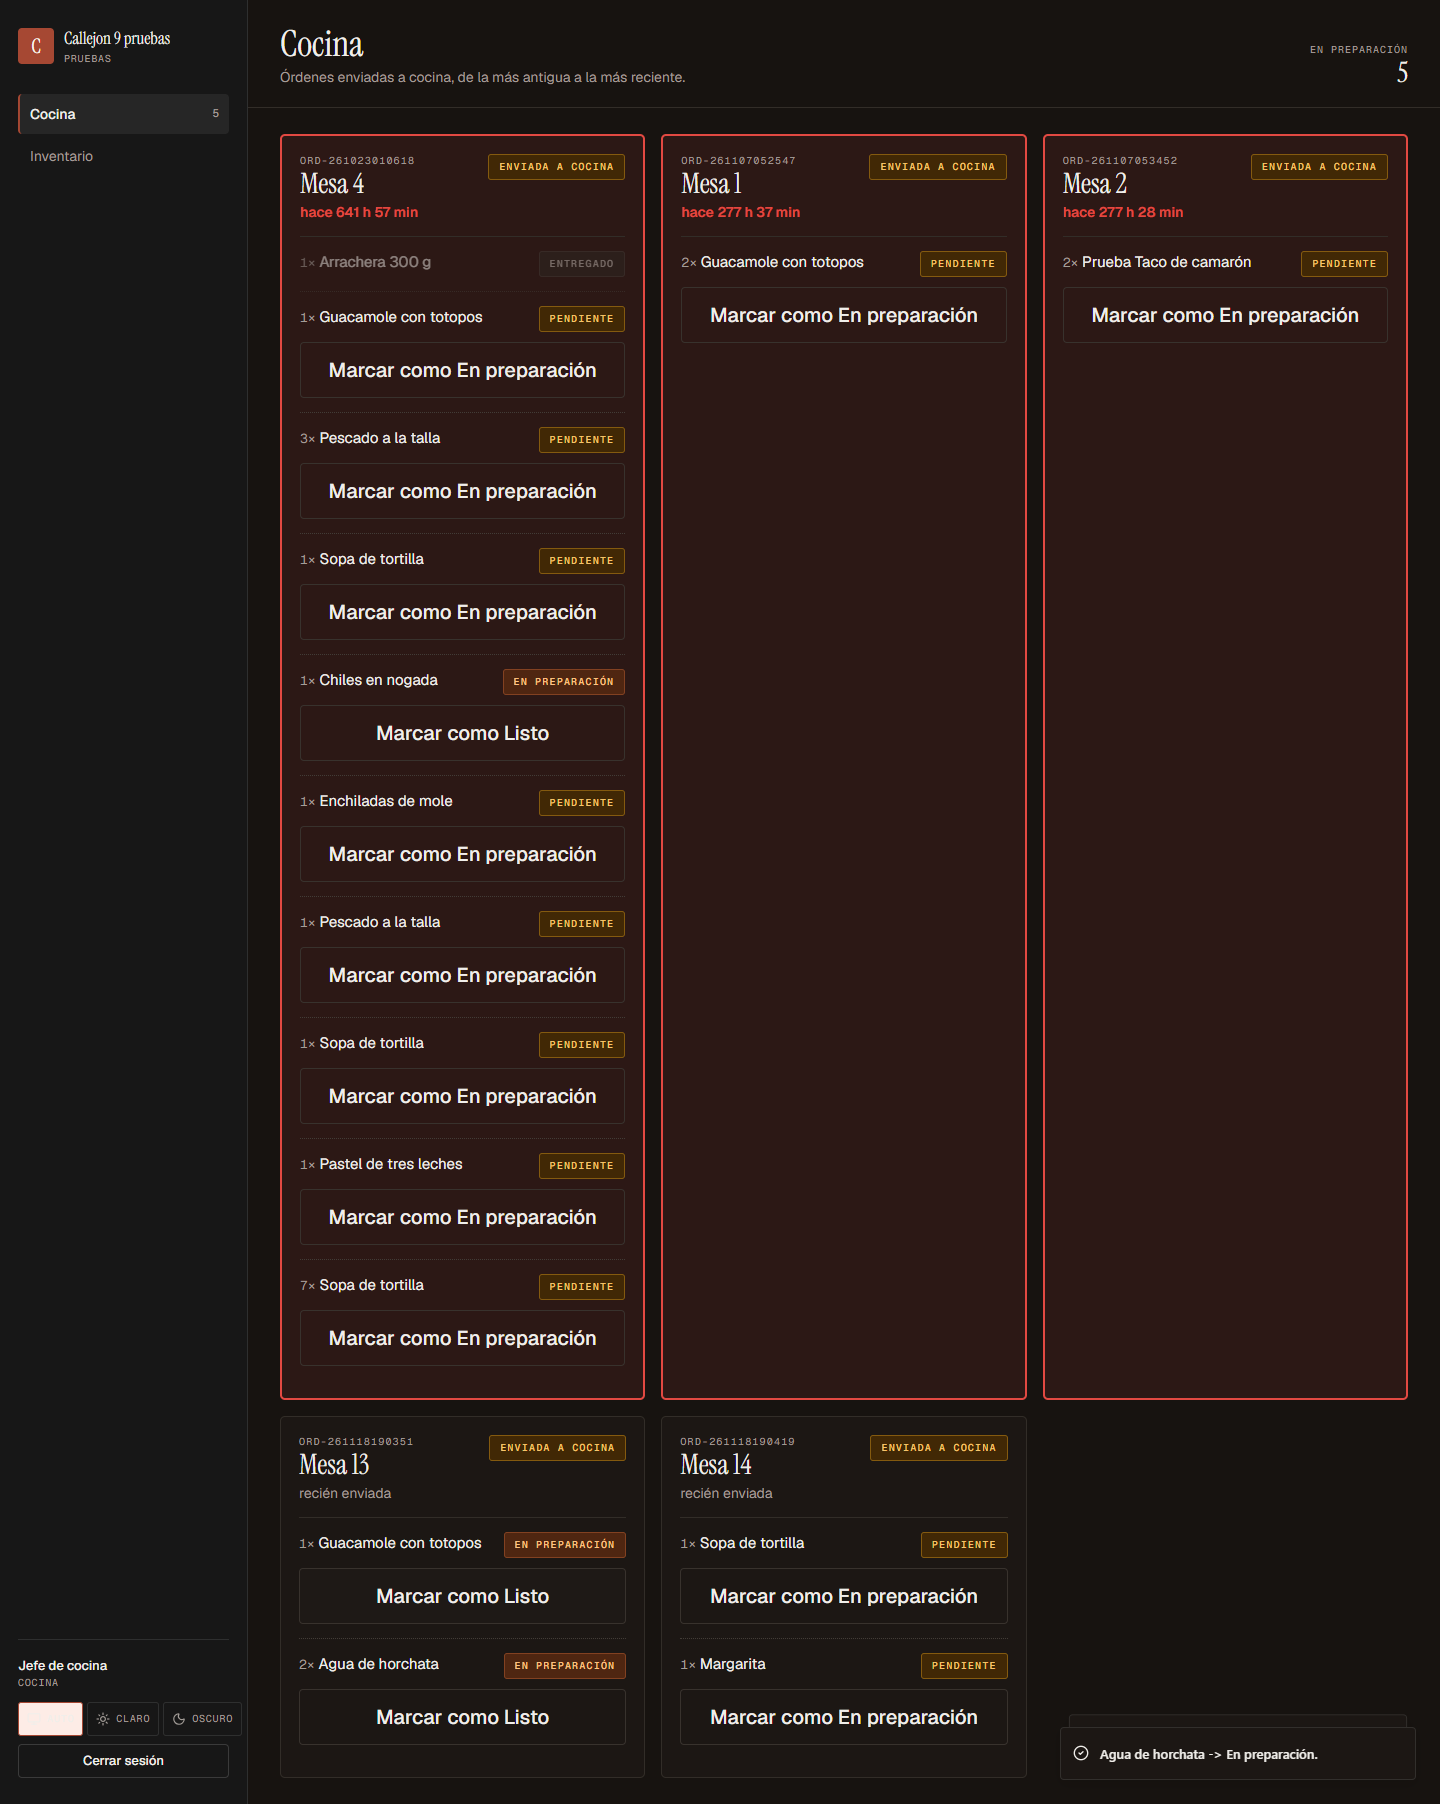 C
Callejon 9 pruebas
PRUEBAS
Cocina 5
Inventario
Cocina
Órdenes enviadas a cocina, de la más antigua a la más reciente.
EN PREPARACIÓN
5
ORD-261023010618
ENVIADA A COCINA
Mesa 4
hace 641 h 57 min
1× Arrachera 300 g ENTREGADO
1× Guacamole con totopos PENDIENTE
Marcar como En preparación
3× Pescado a la talla PENDIENTE
Marcar como En preparación
1× Sopa de tortilla PENDIENTE
Marcar como En preparación
1× Chiles en nogada EN PREPARACIÓN
Marcar como Listo
1× Enchiladas de mole PENDIENTE
Marcar como En preparación
1× Pescado a la talla PENDIENTE
Marcar como En preparación
1× Sopa de tortilla PENDIENTE
Marcar como En preparación
1× Pastel de tres leches PENDIENTE
Marcar como En preparación
7× Sopa de tortilla PENDIENTE
Marcar como En preparación
ORD-261107052547
ENVIADA A COCINA
Mesa 1
hace 277 h 37 min
2× Guacamole con totopos PENDIENTE
Marcar como En preparación
ORD-261107053452
ENVIADA A COCINA
Mesa 2
hace 277 h 28 min
2× Prueba Taco de camarón PENDIENTE
Marcar como En preparación
ORD-261118190351
ENVIADA A COCINA
Mesa 13
recién enviada
1× Guacamole con totopos EN PREPARACIÓN
Marcar como Listo
2× Agua de horchata EN PREPARACIÓN
Marcar como Listo
ORD-261118190419
ENVIADA A COCINA
Mesa 14
recién enviada
1× Sopa de tortilla PENDIENTE
Marcar como En preparación
1× Margarita PENDIENTE
Marcar como En preparación
Jefe de cocina
COCINA
CLARO
OSCURO
Cerrar sesión
Agua de horchata -> En preparación.